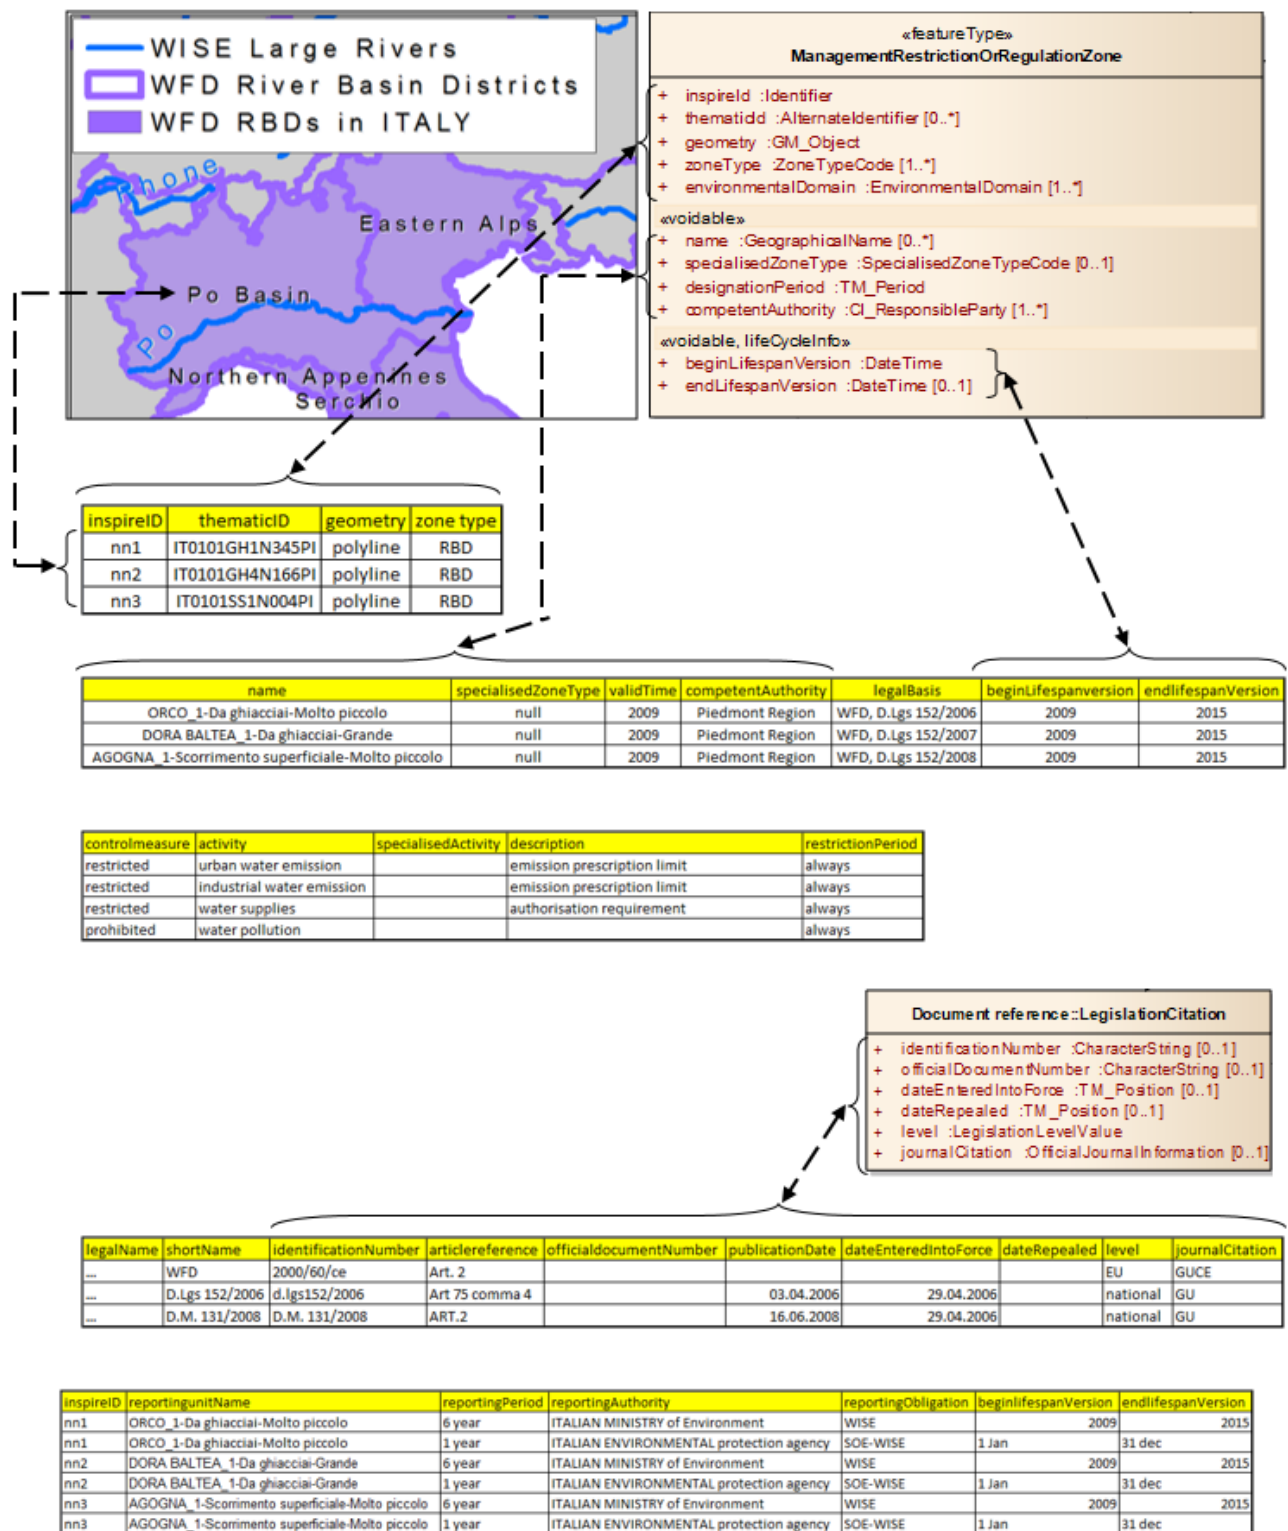 WISE Large Rivers
WFD River Basin Districts
WFD RBDs in ITALY
Rhone
Eastern Alps
Po Basin
Po
Northern Appenines
Serchio
«featureType»
ManagementRestrictionOrRegulationZone
+ inspireId :Identifier
+ thematicId :AlternateIdentifier [0..*]
+ geometry :GM_Object
+ zoneType :ZoneTypeCode [1..*]
+ environmentalDomain :EnvironmentalDomain [1..*]
«voidable»
+ name :GeographicalName [0..*]
+ specialisedZoneType :SpecialisedZoneTypeCode [0..1]
+ designationPeriod :TM_Period
+ competentAuthority :CI_ResponsibleParty [1..*]
«voidable, lifeCycleInfo»
+ beginLifespanVersion :DateTime
+ endLifespanVersion :DateTime [0..1]
inspireID thematicID geometry zone type
nn1 IT0101GH1N345PI polyline RBD
nn2 IT0101GH4N166PI polyline RBD
nn3 IT0101SS1N004PI polyline RBD
name specialisedZoneType validTime competentAuthority legalBasis beginLifespanversion endlifespanVersion
ORCO_1-Da ghiacciai-Molto piccolo null 2009 Piedmont Region WFD, D.Lgs 152/2006 2009 2015
DORA BALTEA_1-Da ghiacciai-Grande null 2009 Piedmont Region WFD, D.Lgs 152/2007 2009 2015
AGOGNA_1-Scorrimento superficiale-Molto piccolo null 2009 Piedmont Region WFD, D.Lgs 152/2008 2009 2015
controlmeasure activity specialisedActivity description restrictionPeriod
restricted urban water emission emission prescription limit always
restricted industrial water emission emission prescription limit always
restricted water supplies authorisation requirement always
prohibited water pollution always
Document reference::LegislationCitation
+ identificationNumber :CharacterString [0..1]
+ officialDocumentNumber :CharacterString [0..1]
+ dateEnteredIntoForce :TM_Position [0..1]
+ dateRepealed :TM_Position [0..1]
+ level :LegislationLevelValue
+ journalCitation :OfficialJournalInformation [0..1]
legalName shortName identificationNumber articlereference officialdocumentNumber publicationDate dateEnteredIntoForce dateRepealed level journalCitation
... WFD 2000/60/ce Art. 2 EU GUCE
... D.Lgs 152/2006 d.lgs152/2006 Art 75 comma 4 03.04.2006 29.04.2006 national GU
... D.M. 131/2008 D.M. 131/2008 ART.2 16.06.2008 29.04.2006 national GU
inspireID reportingunitName reportingPeriod reportingAuthority reportingObligation beginlifespanVersion endlifespanVersion
nn1 ORCO_1-Da ghiacciai-Molto piccolo 6 year ITALIAN MINISTRY of Environment WISE 2009 2015
nn1 ORCO_1-Da ghiacciai-Molto piccolo 1 year ITALIAN ENVIRONMENTAL protection agency SOE-WISE 1 Jan 31 dec
nn2 DORA BALTEA_1-Da ghiacciai-Grande 6 year ITALIAN MINISTRY of Environment WISE 2009 2015
nn2 DORA BALTEA_1-Da ghiacciai-Grande 1 year ITALIAN ENVIRONMENTAL protection agency SOE-WISE 1 Jan 31 dec
nn3 AGOGNA_1-Scorrimento superficiale-Molto piccolo 6 year ITALIAN MINISTRY of Environment WISE 2009 2015
nn3 AGOGNA_1-Scorrimento superficiale-Molto piccolo 1 year ITALIAN ENVIRONMENTAL protection agency SOE-WISE 1 Jan 31 dec